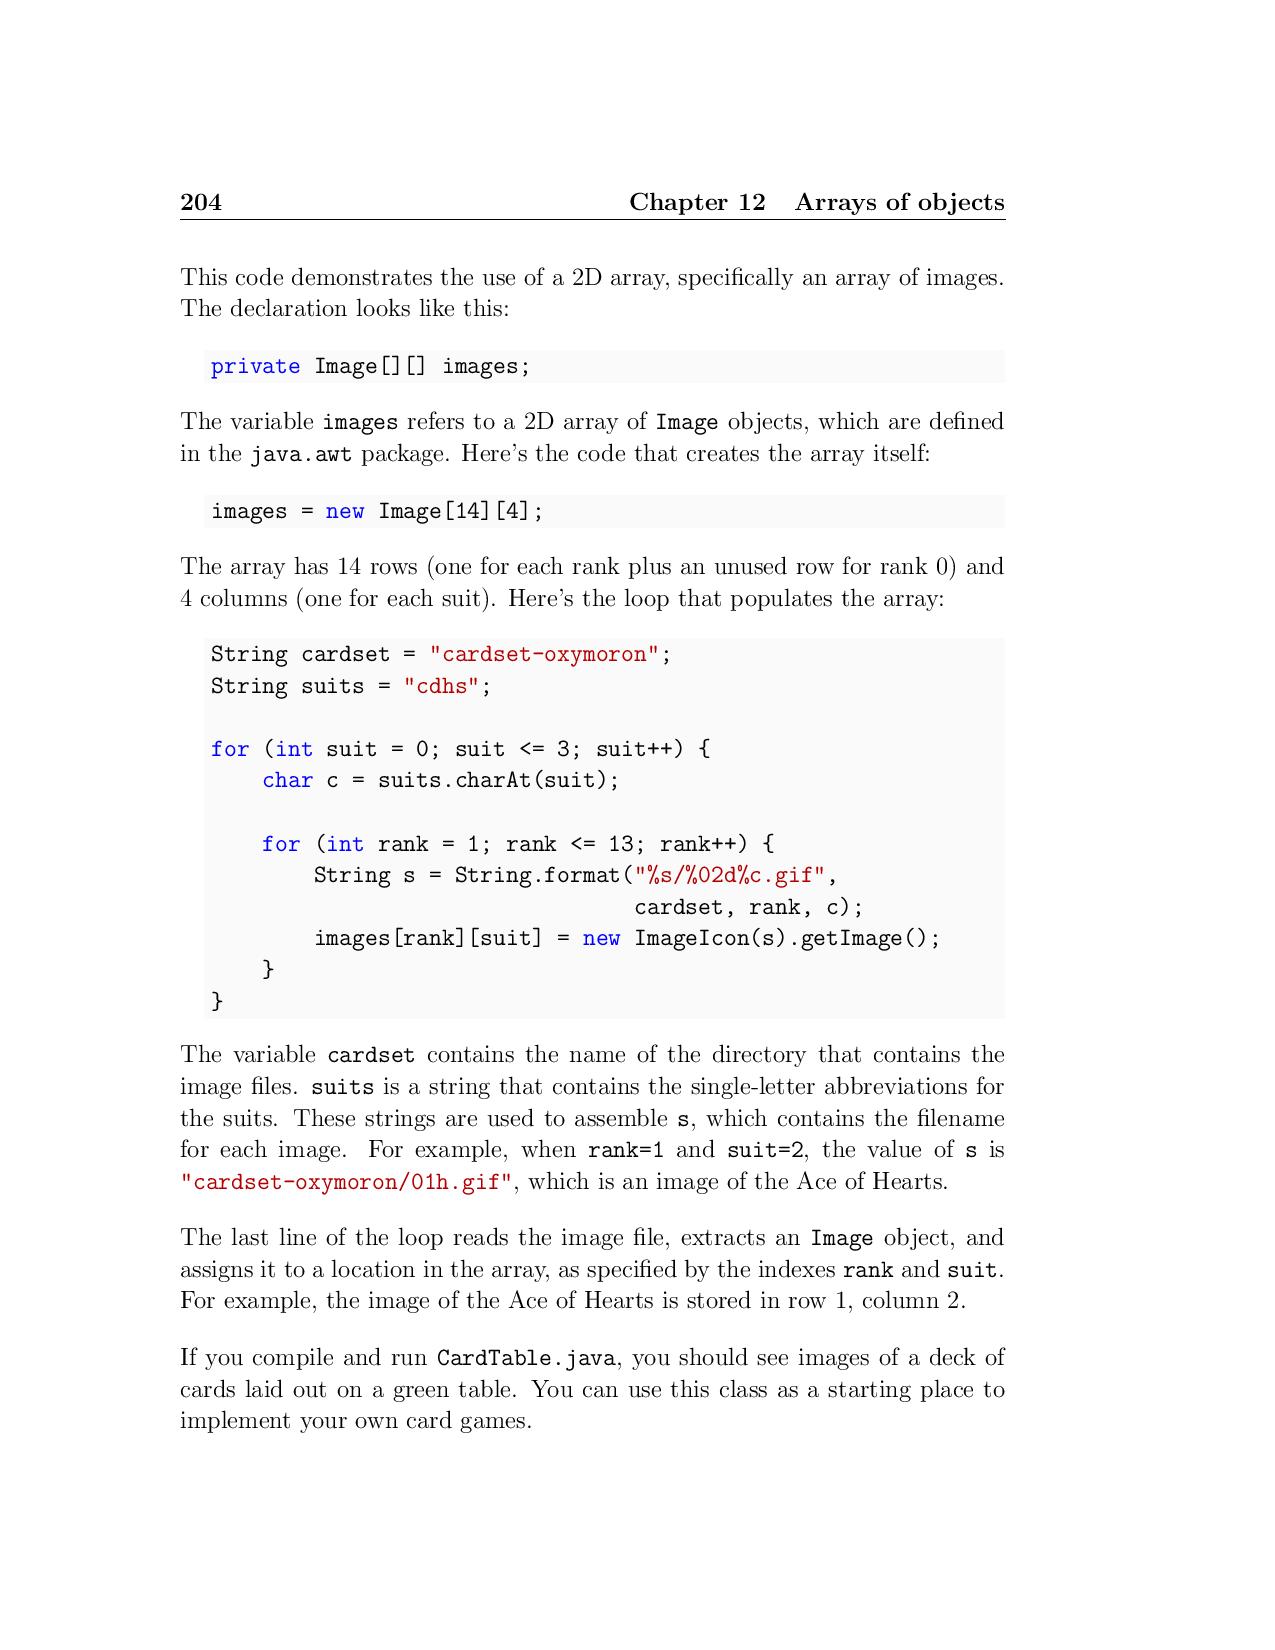 204 Chapter 12 Arrays of objects
This code demonstrates the use of a 2D array, specifically an array of images.
The declaration looks like this:
private Image[][] images;
The variable images refers to a 2D array of Image objects, which are defined
in the java.awt package. Here's the code that creates the array itself:
images = new Image[14][4];
The array has 14 rows (one for each rank plus an unused row for rank 0) and
4 columns (one for each suit). Here's the loop that populates the array:
String cardset = "cardset-oxymoron";
String suits = "cdhs";
for (int suit = 0; suit <= 3; suit++) {
    char c = suits.charAt(suit);
    for (int rank = 1; rank <= 13; rank++) {
        String s = String.format("%s/%02d%c.gif",
                                 cardset, rank, c);
        images[rank][suit] = new ImageIcon(s).getImage();
    }
}
The variable cardset contains the name of the directory that contains the
image files. suits is a string that contains the single-letter abbreviations for
the suits. These strings are used to assemble s, which contains the filename
for each image. For example, when rank=1 and suit=2, the value of s is
"cardset-oxymoron/01h.gif", which is an image of the Ace of Hearts.
The last line of the loop reads the image file, extracts an Image object, and
assigns it to a location in the array, as specified by the indexes rank and suit.
For example, the image of the Ace of Hearts is stored in row 1, column 2.
If you compile and run CardTable.java, you should see images of a deck of
cards laid out on a green table. You can use this class as a starting place to
implement your own card games.